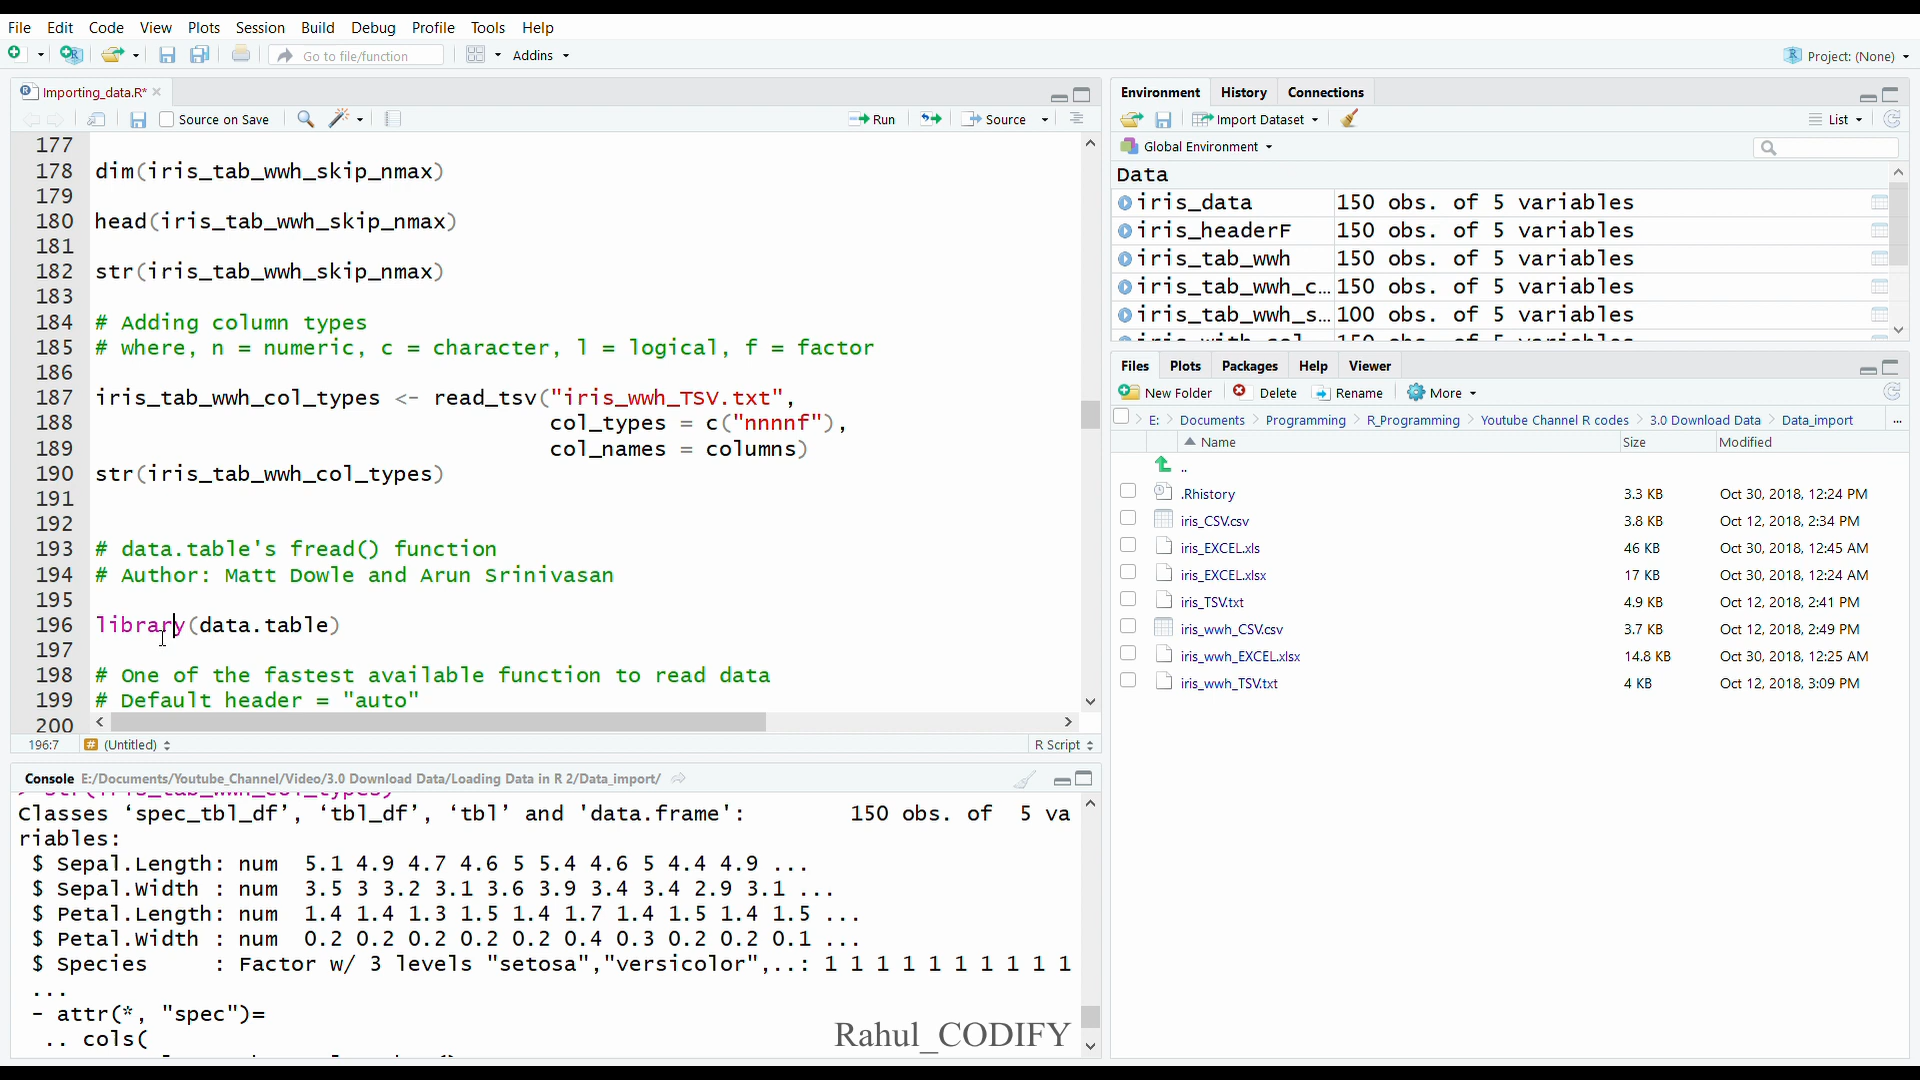 File Edit Code View Plots Session Build Debug Profile Tools Help
Go to file/function Addins Project: (None)
Importing_data.R*
Source on Save Run Source
177
178 dim(iris_tab_wwh_skip_nmax)
179
180 head(iris_tab_wwh_skip_nmax)
181
182 str(iris_tab_wwh_skip_nmax)
183
184 # Adding column types
185 # where, n = numeric, c = character, l = logical, f = factor
186
187 iris_tab_wwh_col_types <- read_tsv("iris_wwh_TSV.txt",
188 col_types = c("nnnnf"),
189 col_names = columns)
190 str(iris_tab_wwh_col_types)
191
192
193 # data.table's fread() function
194 # Author: Matt Dowle and Arun Srinivasan
195
196 library(data.table)
197
198 # One of the fastest available function to read data
199 # Default header = "auto"
200
196:7 # (Untitled) R Script
Console E:/Documents/Youtube_Channel/Video/3.0 Download Data/Loading Data in R 2/Data_import/
> str(iris_tab_wwh_col_types)
Classes ‘spec_tbl_df’, ‘tbl_df’, ‘tbl’ and 'data.frame': 150 obs. of 5 va
riables:
$ Sepal.Length: num 5.1 4.9 4.7 4.6 5 5.4 4.6 5 4.4 4.9 ...
$ Sepal.Width : num 3.5 3 3.2 3.1 3.6 3.9 3.4 3.4 2.9 3.1 ...
$ Petal.Length: num 1.4 1.4 1.3 1.5 1.4 1.7 1.4 1.5 1.4 1.5 ...
$ Petal.Width : num 0.2 0.2 0.2 0.2 0.2 0.4 0.3 0.2 0.2 0.1 ...
$ Species : Factor w/ 3 levels "setosa","versicolor",..: 1 1 1 1 1 1 1 1 1 1
...
- attr(*, "spec")=
.. cols(
Rahul_CODIFY
Environment History Connections
Import Dataset List
Global Environment
Data
iris_data 150 obs. of 5 variables
iris_headerF 150 obs. of 5 variables
iris_tab_wwh 150 obs. of 5 variables
iris_tab_wwh_c… 150 obs. of 5 variables
iris_tab_wwh_s… 100 obs. of 5 variables
Files Plots Packages Help Viewer
New Folder Delete Rename More
E: Documents Programming R_Programming Youtube Channel R codes 3.0 Download Data Data_import ...
Name Size Modified
..
.Rhistory 3.3 KB Oct 30, 2018, 12:24 PM
iris_CSV.csv 3.8 KB Oct 12, 2018, 2:34 PM
iris_EXCEL.xls 46 KB Oct 30, 2018, 12:45 AM
iris_EXCEL.xlsx 17 KB Oct 30, 2018, 12:24 AM
iris_TSV.txt 4.9 KB Oct 12, 2018, 2:41 PM
iris_wwh_CSV.csv 3.7 KB Oct 12, 2018, 2:49 PM
iris_wwh_EXCEL.xlsx 14.8 KB Oct 30, 2018, 12:25 AM
iris_wwh_TSV.txt 4 KB Oct 12, 2018, 3:09 PM